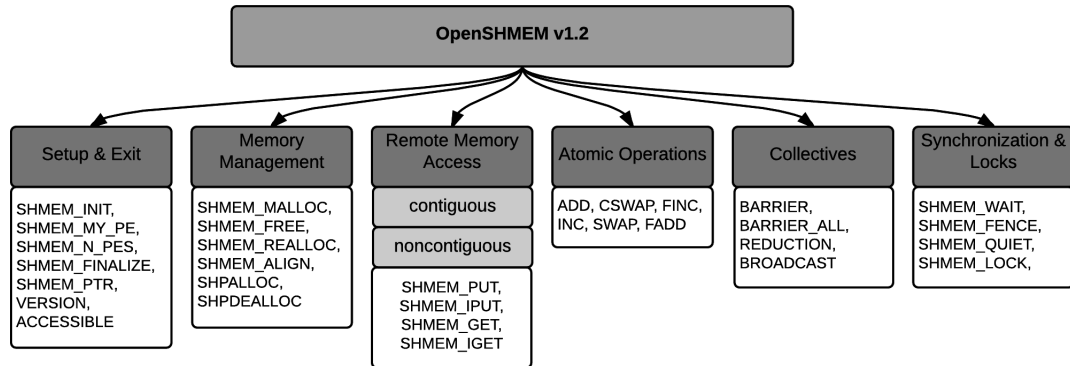 OpenSHMEM v1.2
Setup & Exit
SHMEM_INIT,
SHMEM_MY_PE,
SHMEM_N_PES,
SHMEM_FINALIZE,
SHMEM_PTR,
VERSION,
ACCESSIBLE
Memory
Management
SHMEM_MALLOC,
SHMEM_FREE,
SHMEM_REALLOC,
SHMEM_ALIGN,
SHPALLOC,
SHPDEALLOC
Remote Memory
Access
contiguous
noncontiguous
SHMEM_PUT,
SHMEM_IPUT,
SHMEM_GET,
SHMEM_IGET
Atomic Operations
ADD, CSWAP, FINC,
INC, SWAP, FADD
Collectives
BARRIER,
BARRIER_ALL,
REDUCTION,
BROADCAST
Synchronization &
Locks
SHMEM_WAIT,
SHMEM_FENCE,
SHMEM_QUIET,
SHMEM_LOCK,